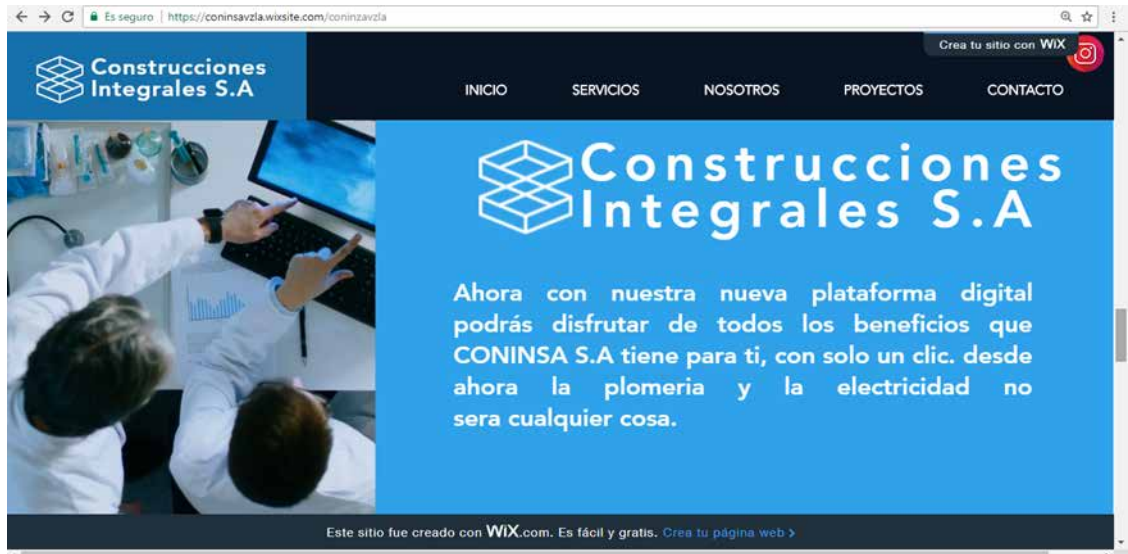 Es seguro | https://coninsavzla.wixsite.com/coninzavzla
Crea tu sitio con WiX
Construcciones
Integrales S.A
INICIO SERVICIOS NOSOTROS PROYECTOS CONTACTO
Construcciones
Integrales S.A
Ahora con nuestra nueva plataforma digital
podrás disfrutar de todos los beneficios que
CONINSA S.A tiene para ti, con solo un clic. desde
ahora la plomeria y la electricidad no
sera cualquier cosa.
Este sitio fue creado con WiX.com. Es fácil y gratis. Crea tu página web >